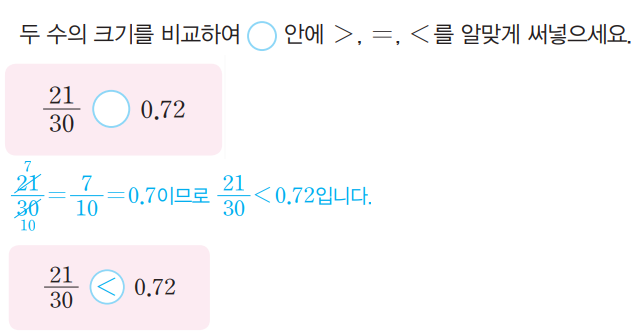 두 수의 크기를 비교하여 ○ 안에 >, =, <를 알맞게 써넣으세요.
21/30 ○ 0.72
21/30 (7/10) = 7/10 = 0.7이므로 21/30 < 0.72입니다.
21/30 < 0.72